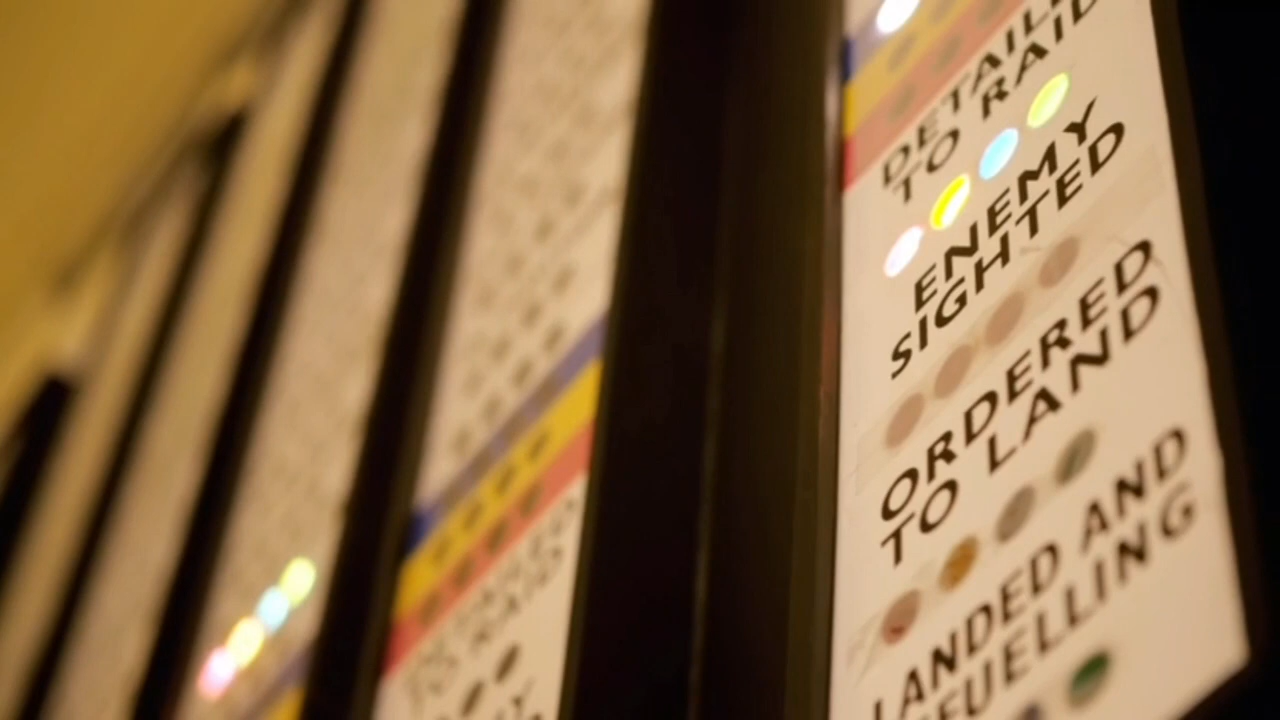 DETAILED
TO RAID
ENEMY
SIGHTED
ORDERED
TO LAND
LANDED AND
REFUELLING